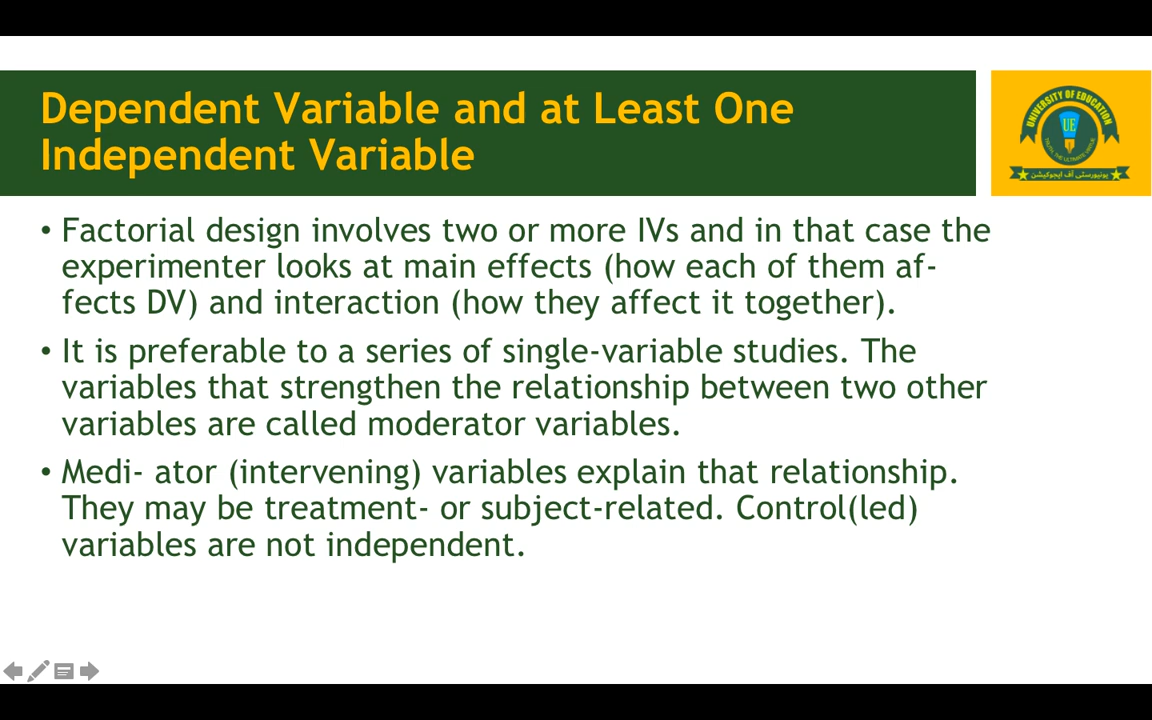 Dependent Variable and at Least One
Independent Variable
UNIVERSITY OF EDUCATION
UE
یونیورسٹی آف ایجوکیشن
• Factorial design involves two or more IVs and in that case the
experimenter looks at main effects (how each of them af-
fects DV) and interaction (how they affect it together).
• It is preferable to a series of single-variable studies. The
variables that strengthen the relationship between two other
variables are called moderator variables.
• Medi- ator (intervening) variables explain that relationship.
They may be treatment- or subject-related. Control(led)
variables are not independent.